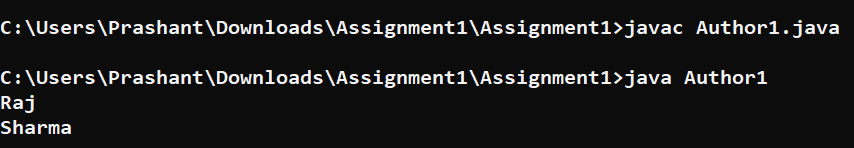 C:\Users\Prashant\Downloads\Assignment1\Assignment1>javac Author1.java
C:\Users\Prashant\Downloads\Assignment1\Assignment1>java Author1
Raj
Sharma